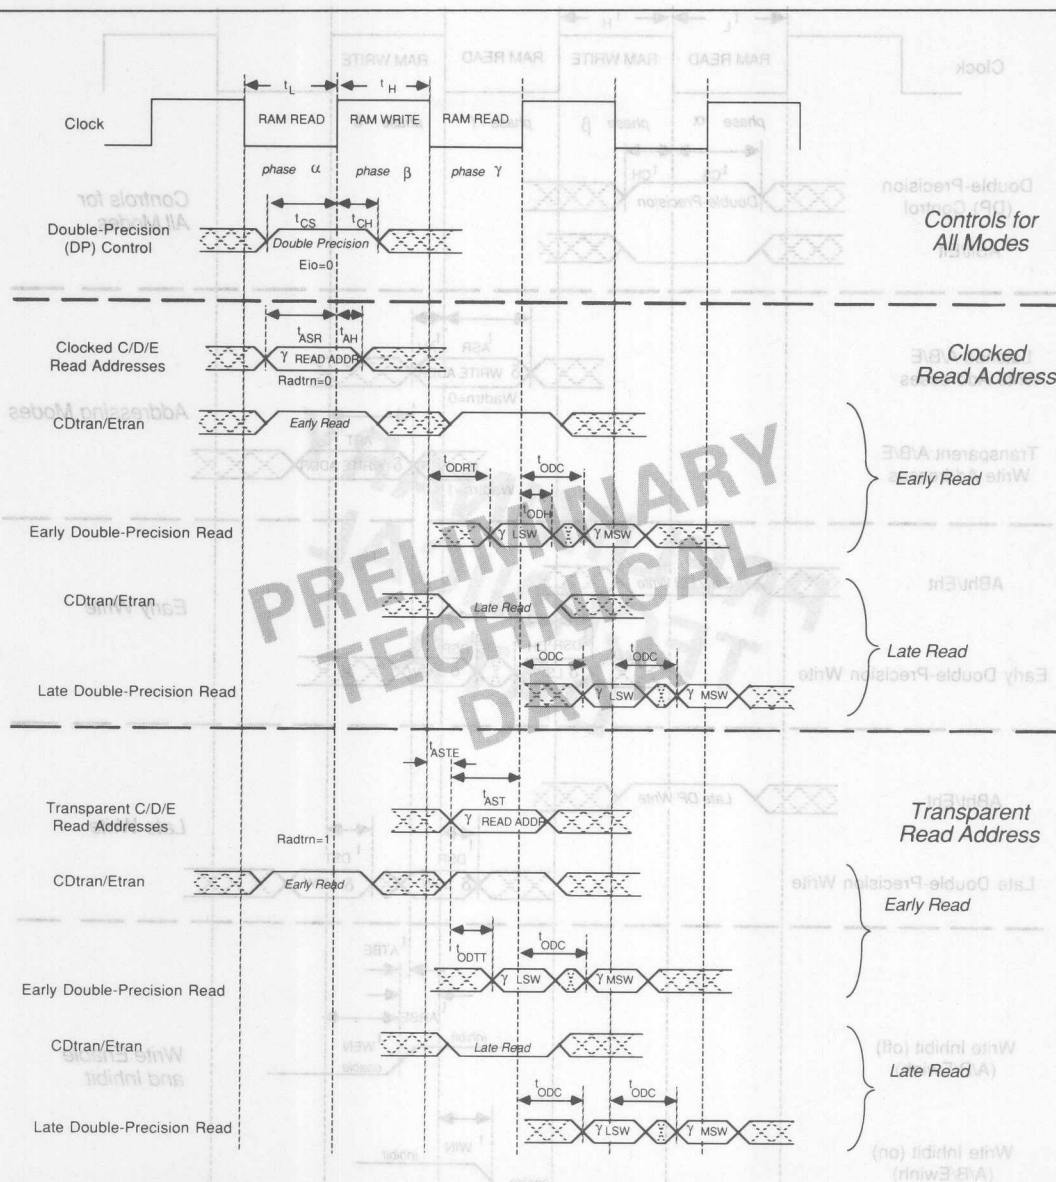 t L
t H
Clock
RAM READ
RAM WRITE
RAM READ
phase α
phase β
phase γ
t CS
t CH
Double-Precision
(DP) Control
Double Precision
Eio=0
Controls for
All Modes
t ASR
t AH
Clocked C/D/E
Read Addresses
γ READ ADDR
Radtrn=0
Clocked
Read Address
CDtran/Etran
Early Read
t ODRT
t ODC
t ODH
Early Read
Early Double-Precision Read
γ LSW
γ MSW
PRELIMINARY
TECHNICAL
DATA
CDtran/Etran
Late Read
Late Read
t ODC
t ODC
Late Double-Precision Read
γ LSW
γ MSW
t ASTE
t AST
Transparent C/D/E
Read Addresses
γ READ ADDR
Radtrn=1
Transparent
Read Address
CDtran/Etran
Early Read
Early Read
t ODTT
t ODC
Early Double-Precision Read
γ LSW
γ MSW
CDtran/Etran
Late Read
Late Read
t ODC
t ODC
Late Double-Precision Read
γ LSW
γ MSW